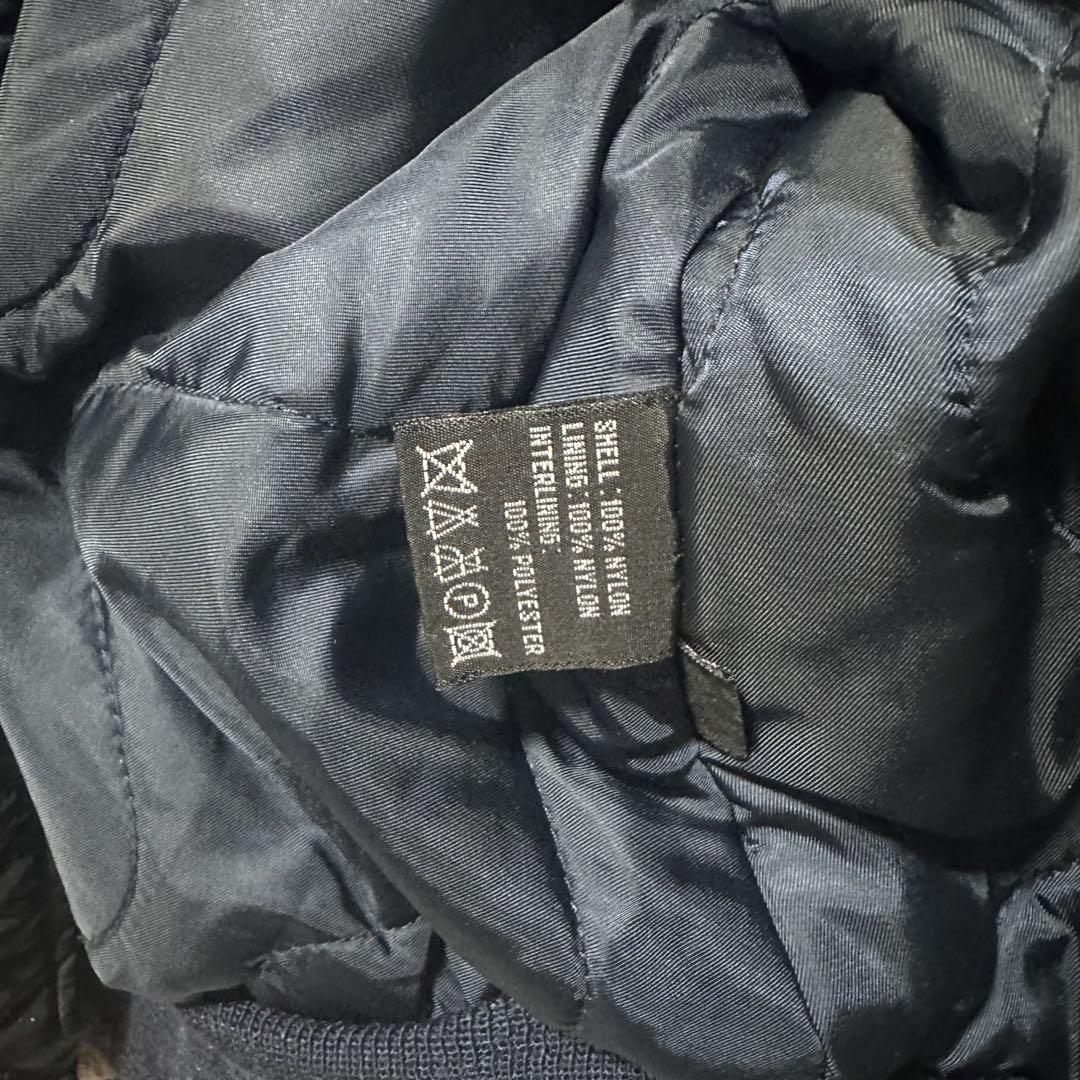 SHELL : 100% NYLON
LINING : 100% NYLON
INTERLINING:
100% POLYESTER
P